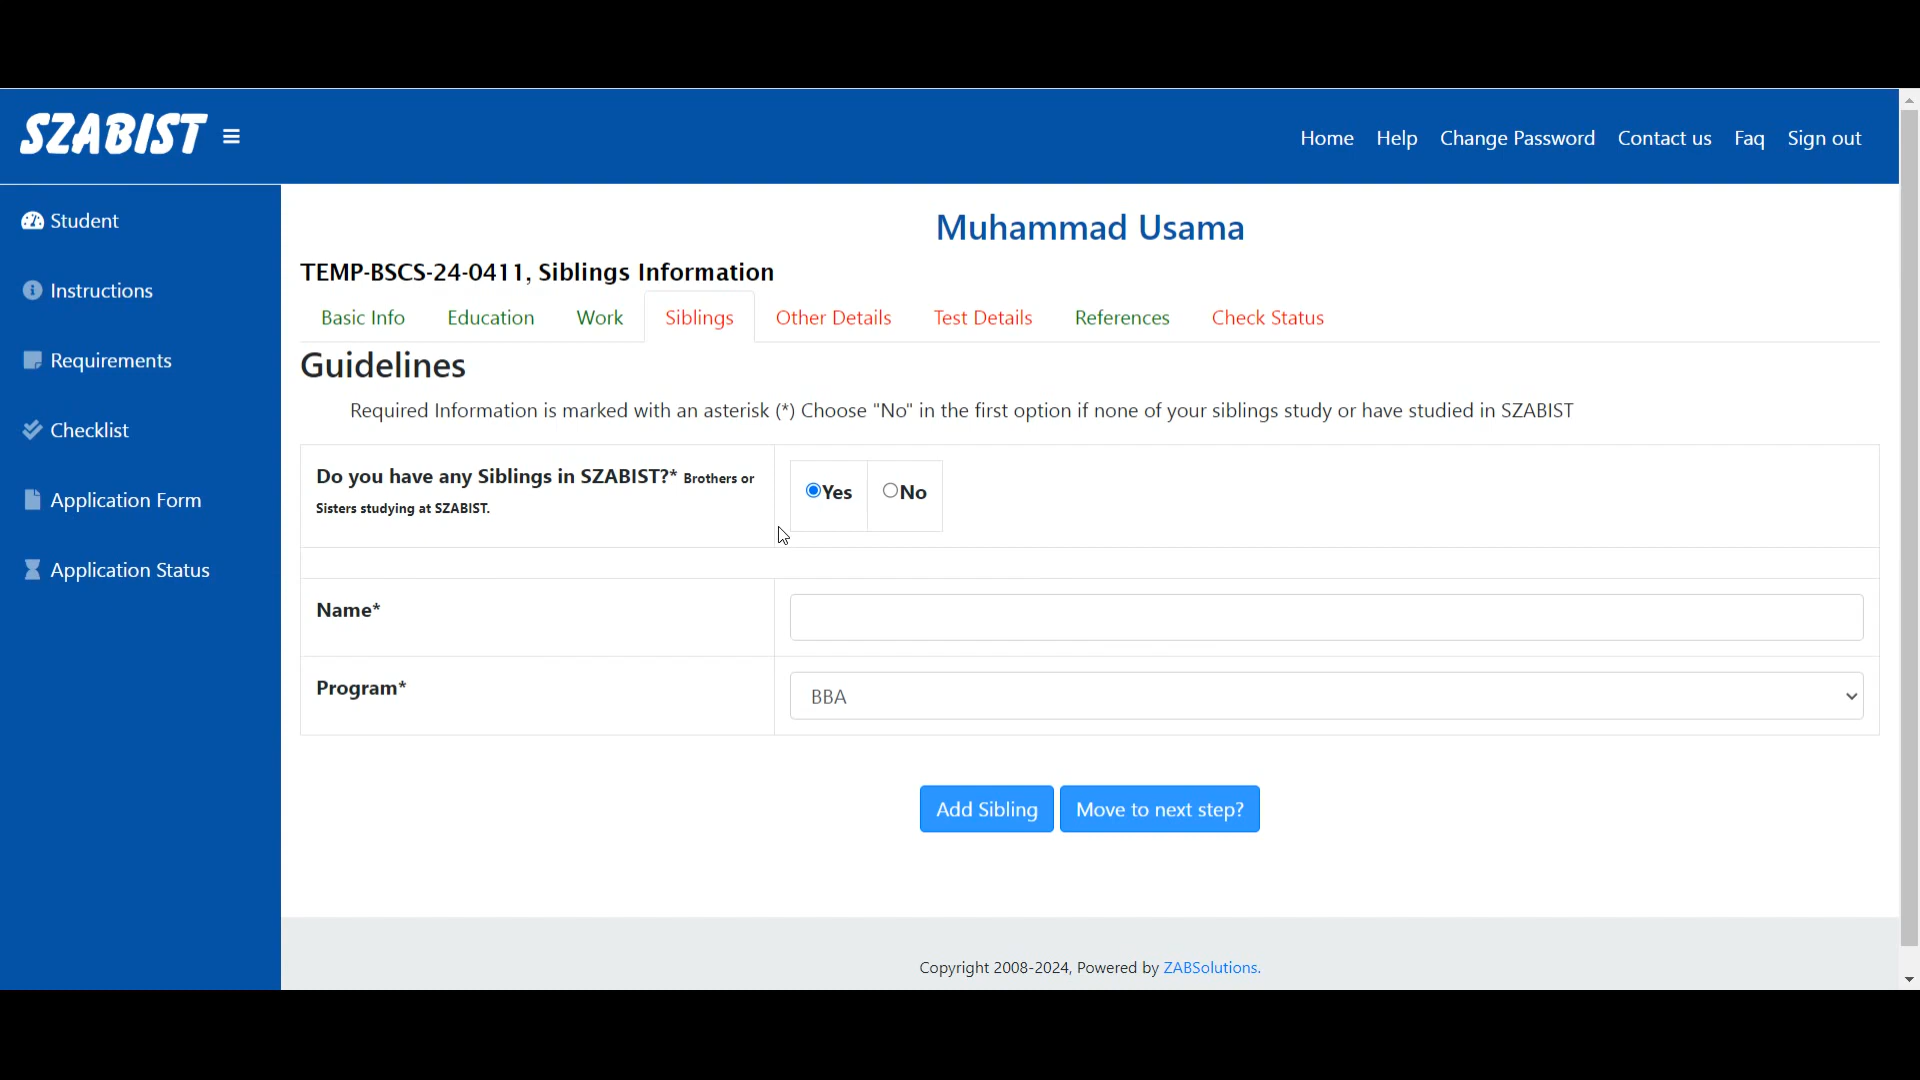 SZABIST
Home Help Change Password Contact us Faq Sign out
Student
Instructions
Requirements
Checklist
Application Form
Application Status
Muhammad Usama
TEMP-BSCS-24-0411, Siblings Information
Basic Info Education Work Siblings Other Details Test Details References Check Status
Guidelines
Required Information is marked with an asterisk (*) Choose "No" in the first option if none of your siblings study or have studied in SZABIST
Do you have any Siblings in SZABIST?* Brothers or
Sisters studying at SZABIST.
Yes No
Name*
Program* BBA
Add Sibling Move to next step?
Copyright 2008-2024, Powered by ZABSolutions.